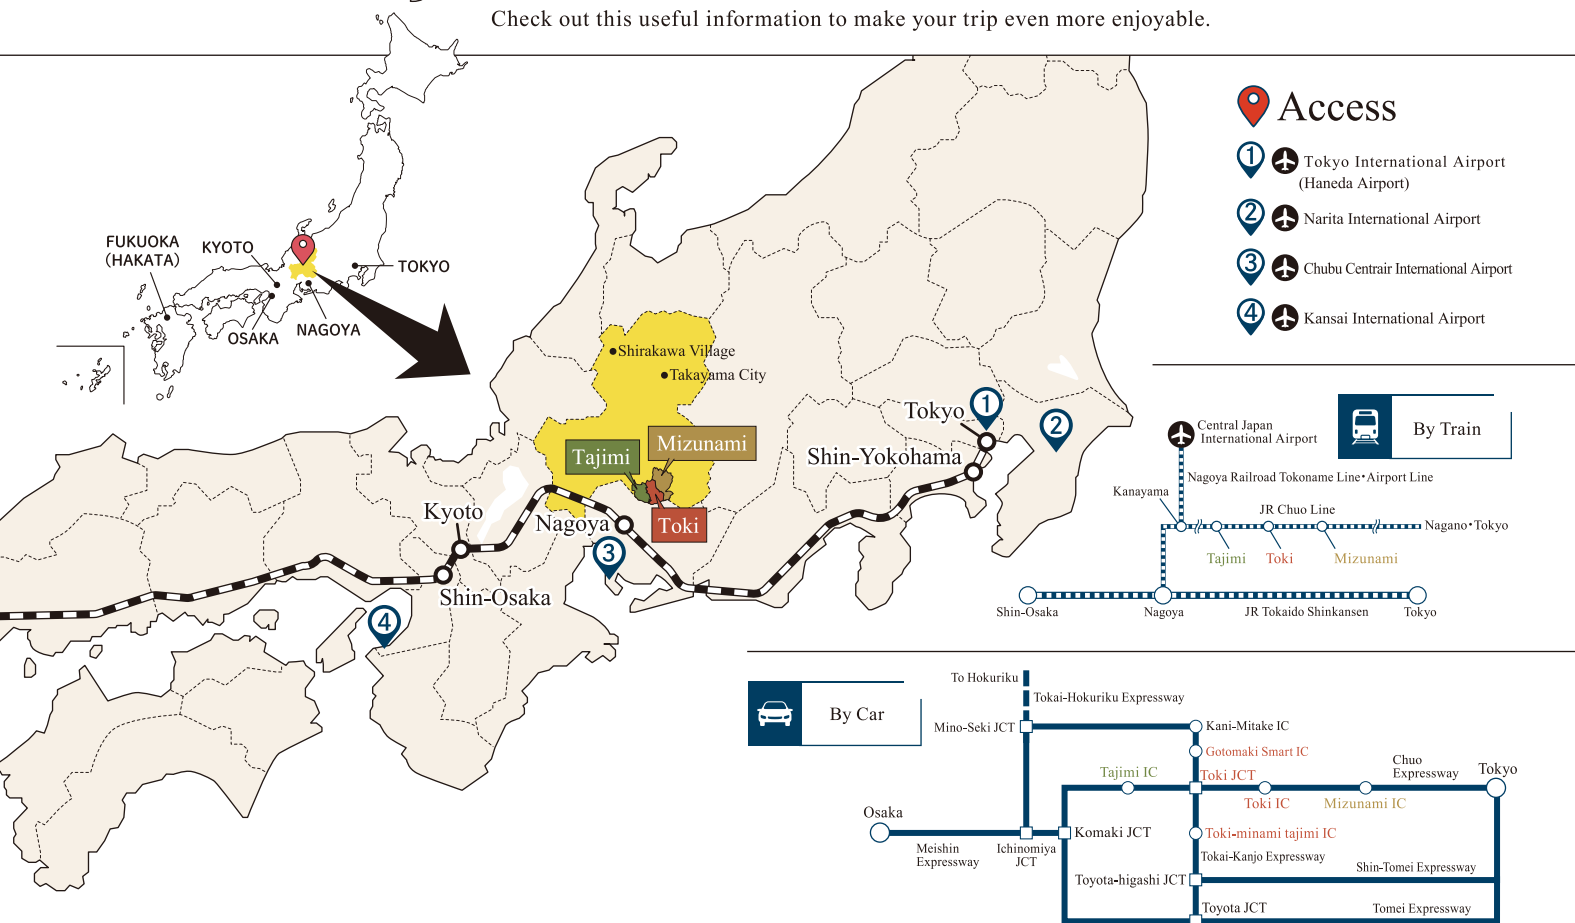 Check out this useful information to make your trip even more enjoyable.
FUKUOKA
(HAKATA)
KYOTO
TOKYO
OSAKA
NAGOYA
Shirakawa Village
Takayama City
Tajimi
Mizunami
Toki
Tokyo
Shin-Yokohama
Kyoto
Nagoya
Shin-Osaka
1
2
3
4
Access
1 Tokyo International Airport
(Haneda Airport)
2 Narita International Airport
3 Chubu Centrair International Airport
4 Kansai International Airport
By Train
Central Japan
International Airport
Nagoya Railroad Tokoname Line・Airport Line
Kanayama
JR Chuo Line
Nagano・Tokyo
Tajimi
Toki
Mizunami
Shin-Osaka
Nagoya
JR Tokaido Shinkansen
Tokyo
By Car
To Hokuriku
Tokai-Hokuriku Expressway
Mino-Seki JCT
Kani-Mitake IC
Gotomaki Smart IC
Tajimi IC
Toki JCT
Chuo
Expressway
Tokyo
Toki IC
Mizunami IC
Osaka
Komaki JCT
Toki-minami tajimi IC
Meishin
Expressway
Ichinomiya
JCT
Tokai-Kanjo Expressway
Shin-Tomei Expressway
Toyota-higashi JCT
Toyota JCT
Tomei Expressway